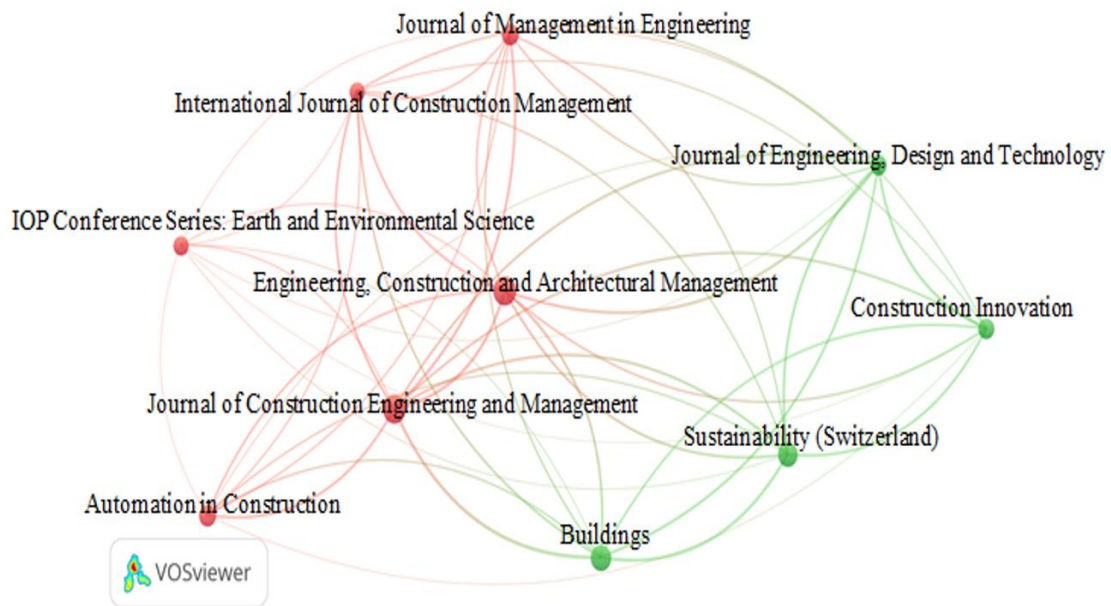 Journal of Management in Engineering
International Journal of Construction Management
Journal of Engineering, Design and Technology
IOP Conference Series: Earth and Environmental Science
Engineering, Construction and Architectural Management
Construction Innovation
Journal of Construction Engineering and Management
Sustainability (Switzerland)
Automation in Construction
Buildings
VOSviewer